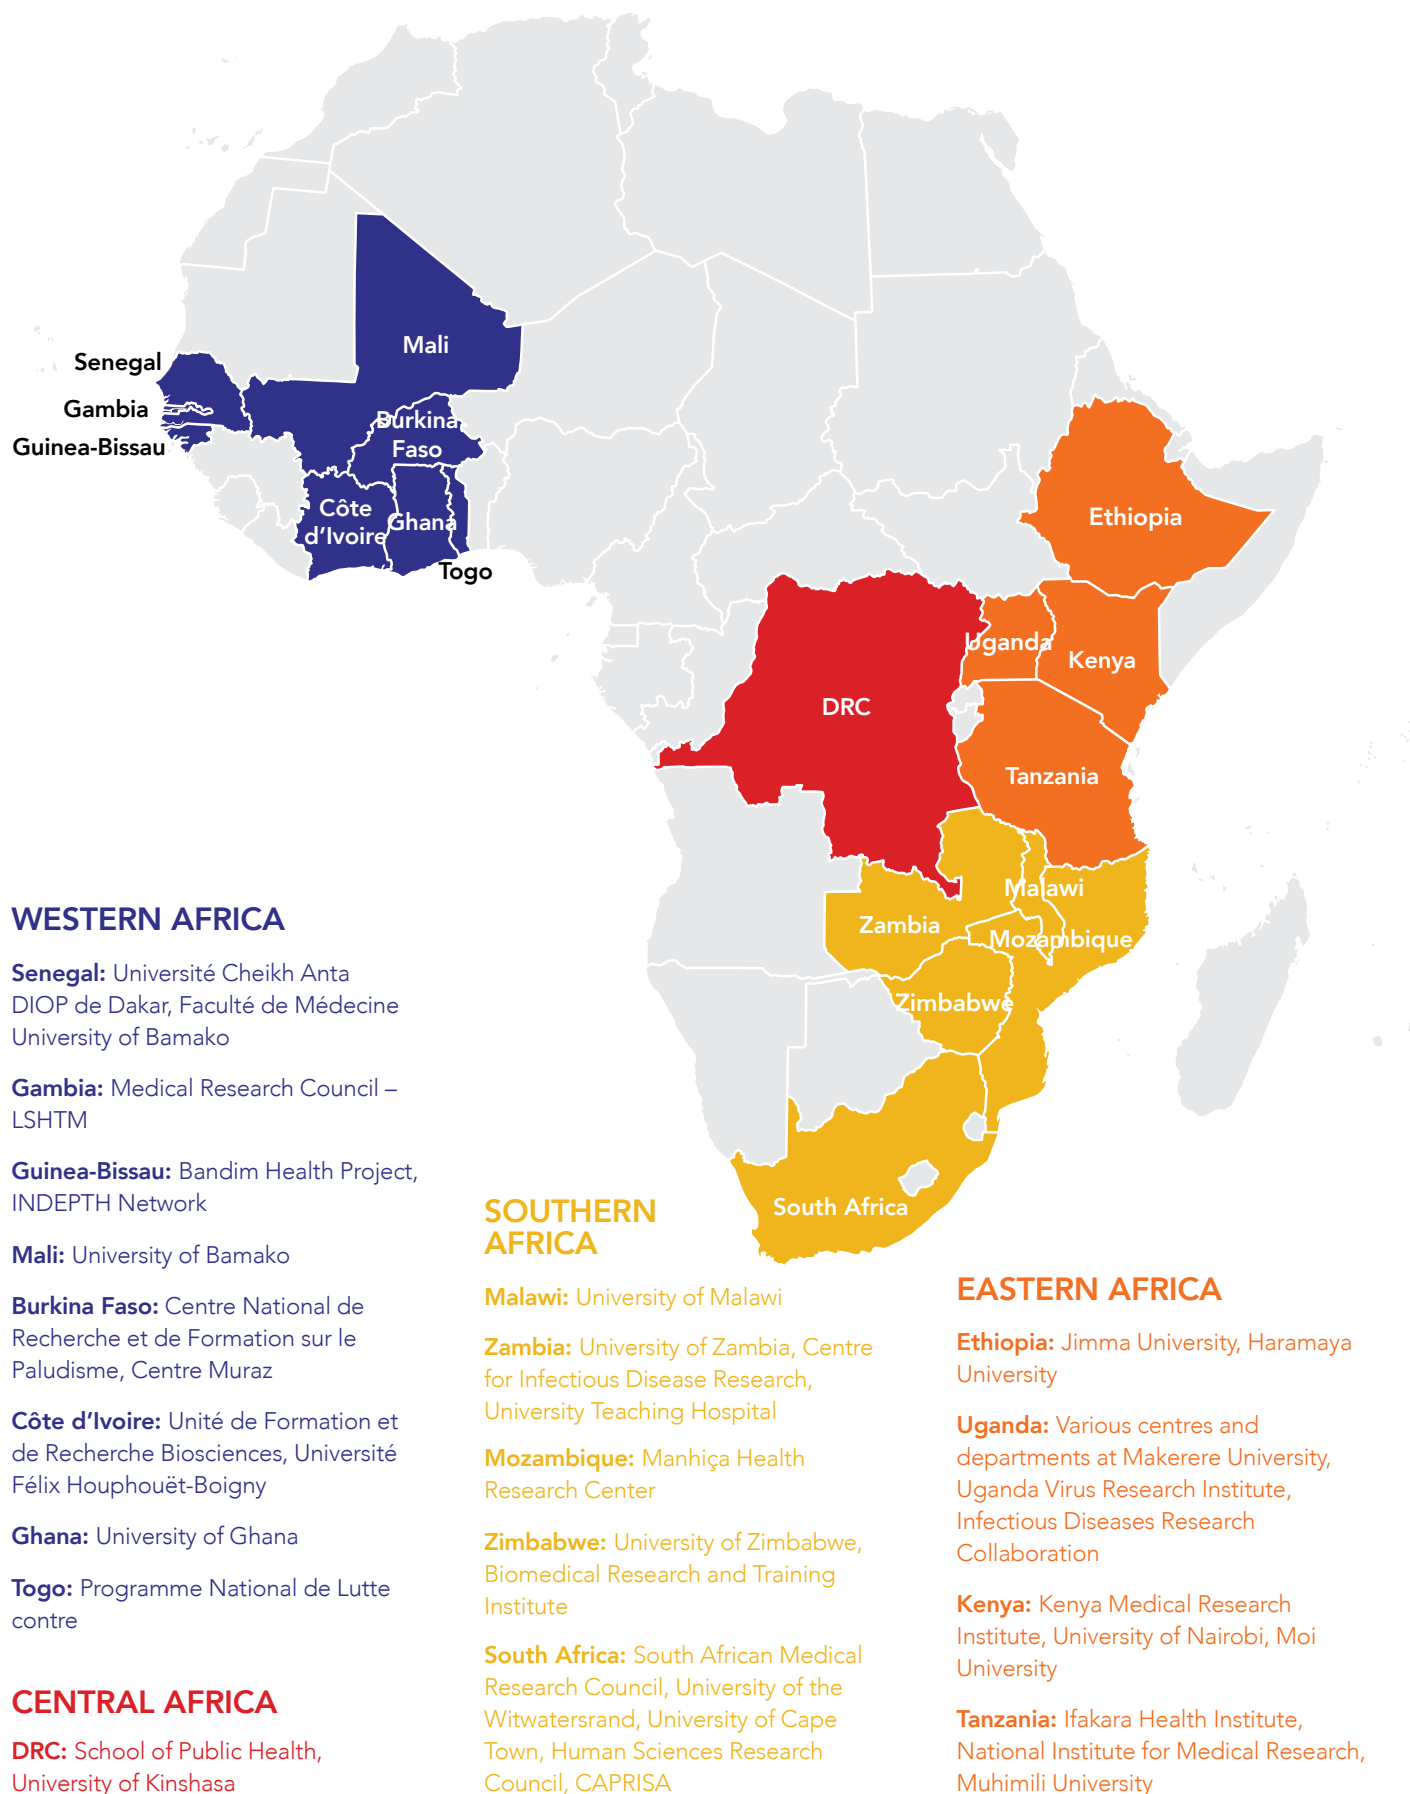 Mali
Senegal
Gambia
Burkina
Guinea-Bissau
Faso
Côte
d’Ivoire
Ghana
Togo
Ethiopia
Uganda
Kenya
DRC
Tanzania
Malawi
Zambia
Mozambique
Zimbabwe
South Africa
WESTERN AFRICA
Senegal: Université Cheikh Anta
DIOP de Dakar, Faculté de Médecine
University of Bamako
Gambia: Medical Research Council –
LSHTM
Guinea-Bissau: Bandim Health Project,
INDEPTH Network
Mali: University of Bamako
Burkina Faso: Centre National de
Recherche et de Formation sur le
Paludisme, Centre Muraz
Côte d’Ivoire: Unité de Formation et
de Recherche Biosciences, Université
Félix Houphouët-Boigny
Ghana: University of Ghana
Togo: Programme National de Lutte
contre
CENTRAL AFRICA
DRC: School of Public Health,
University of Kinshasa
SOUTHERN
AFRICA
Malawi: University of Malawi
Zambia: University of Zambia, Centre
for Infectious Disease Research,
University Teaching Hospital
Mozambique: Manhiça Health
Research Center
Zimbabwe: University of Zimbabwe,
Biomedical Research and Training
Institute
South Africa: South African Medical
Research Council, University of the
Witwatersrand, University of Cape
Town, Human Sciences Research
Council, CAPRISA
EASTERN AFRICA
Ethiopia: Jimma University, Haramaya
University
Uganda: Various centres and
departments at Makerere University,
Uganda Virus Research Institute,
Infectious Diseases Research
Collaboration
Kenya: Kenya Medical Research
Institute, University of Nairobi, Moi
University
Tanzania: Ifakara Health Institute,
National Institute for Medical Research,
Muhimili University